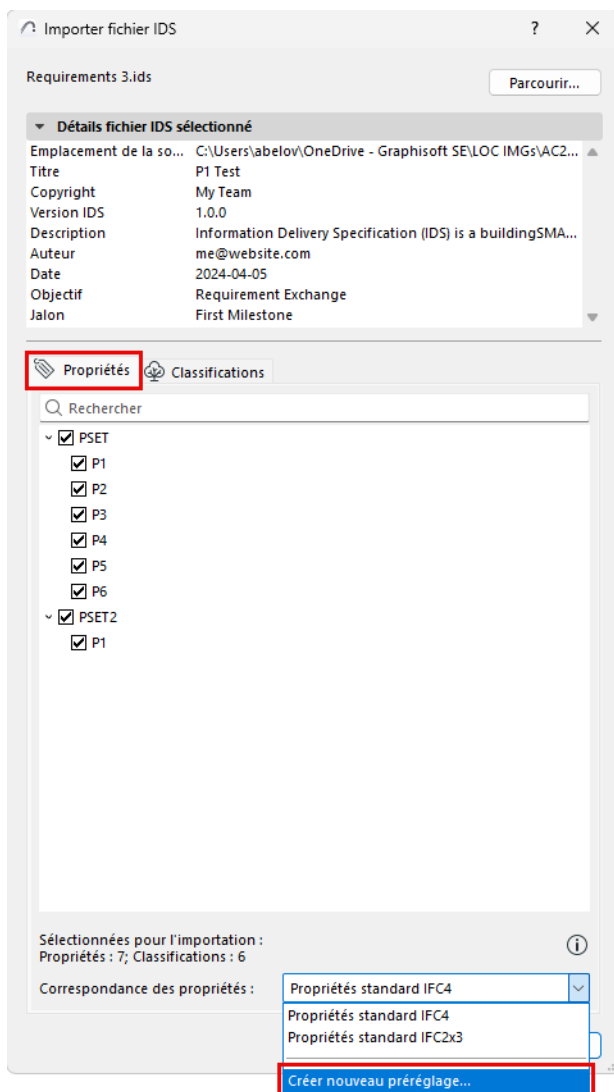 Importer fichier IDS
?
Requirements 3.ids
Parcourir...
Détails fichier IDS sélectionné
Emplacement de la so... C:\Users\abelov\OneDrive - Graphisoft SE\LOC IMGs\AC2...
Titre P1 Test
Copyright My Team
Version IDS 1.0.0
Description Information Delivery Specification (IDS) is a buildingSMA...
Auteur me@website.com
Date 2024-04-05
Objectif Requirement Exchange
Jalon First Milestone
Propriétés Classifications
Rechercher
PSET
P1
P2
P3
P4
P5
P6
PSET2
P1
Sélectionnées pour l'importation :
Propriétés : 7; Classifications : 6
Correspondance des propriétés : Propriétés standard IFC4
Propriétés standard IFC4
Propriétés standard IFC2x3
Créer nouveau préréglage...